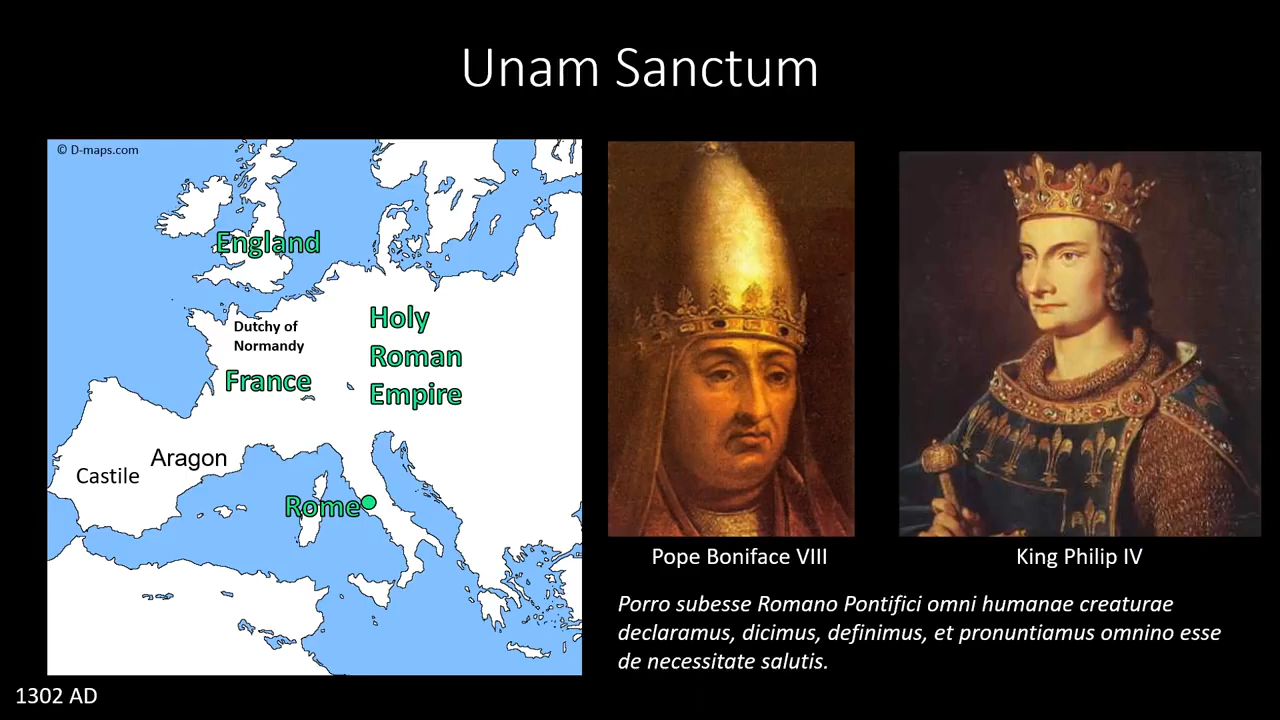 Unam Sanctum
© D-maps.com
England
Dutchy of
Normandy
France
Holy
Roman
Empire
Aragon
Castile
Rome
Pope Boniface VIII
King Philip IV
Porro subesse Romano Pontifici omni humanae creaturae
declaramus, dicimus, definimus, et pronuntiamus omnino esse
de necessitate salutis.
1302 AD